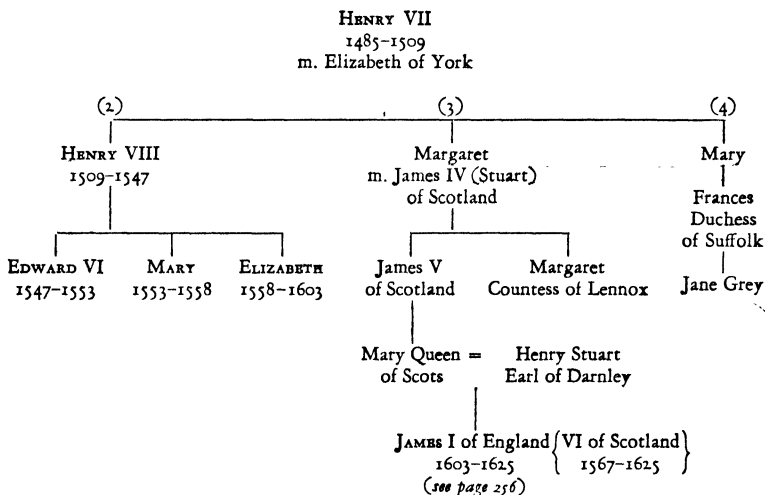 HENRY VII
1485–1509
m. Elizabeth of York
(2) (3) (4)
HENRY VIII
1509–1547
Margaret
m. James IV (Stuart)
of Scotland
Mary
Frances
Duchess
of Suffolk
EDWARD VI
1547–1553
MARY
1553–1558
ELIZABETH
1558–1603
James V
of Scotland
Margaret
Countess of Lennox
Jane Grey
Mary Queen
of Scots
=
Henry Stuart
Earl of Darnley
JAMES I of England
1603–1625
(see page 256)
{VI of Scotland}
1567–1625